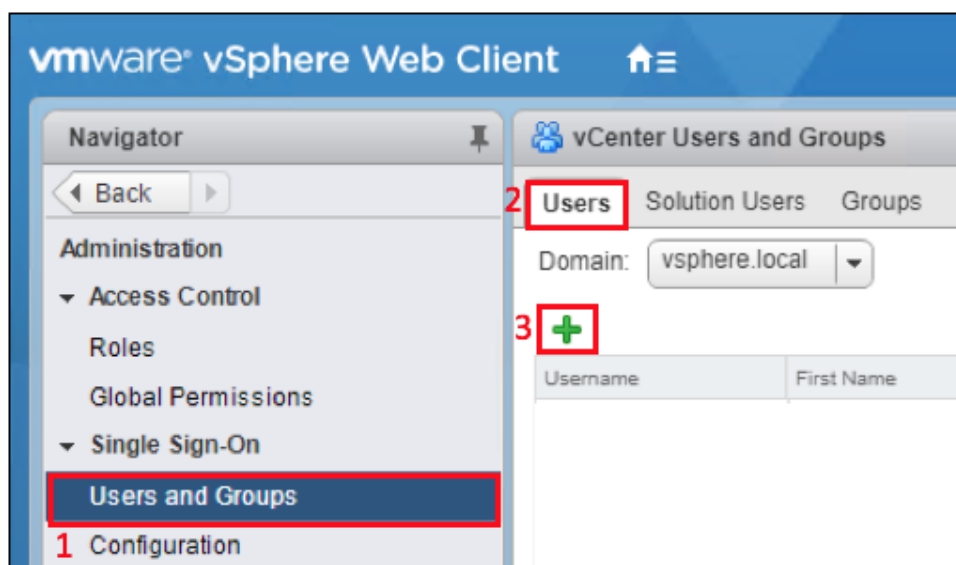 vmware® vSphere Web Client
Navigator
Back
Administration
Access Control
Roles
Global Permissions
Single Sign-On
Users and Groups
1 Configuration
vCenter Users and Groups
2 Users Solution Users Groups
Domain: vsphere.local
3
Username First Name